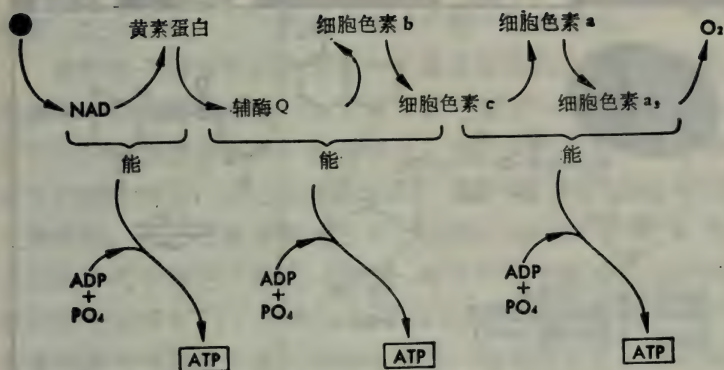 黄素蛋白 细胞色素 b 细胞色素 a O₂
NAD 辅酶 Q 细胞色素 c 细胞色素 a₃
能 能 能
ADP ADP ADP
+ + +
PO₄ PO₄ PO₄
ATP ATP ATP